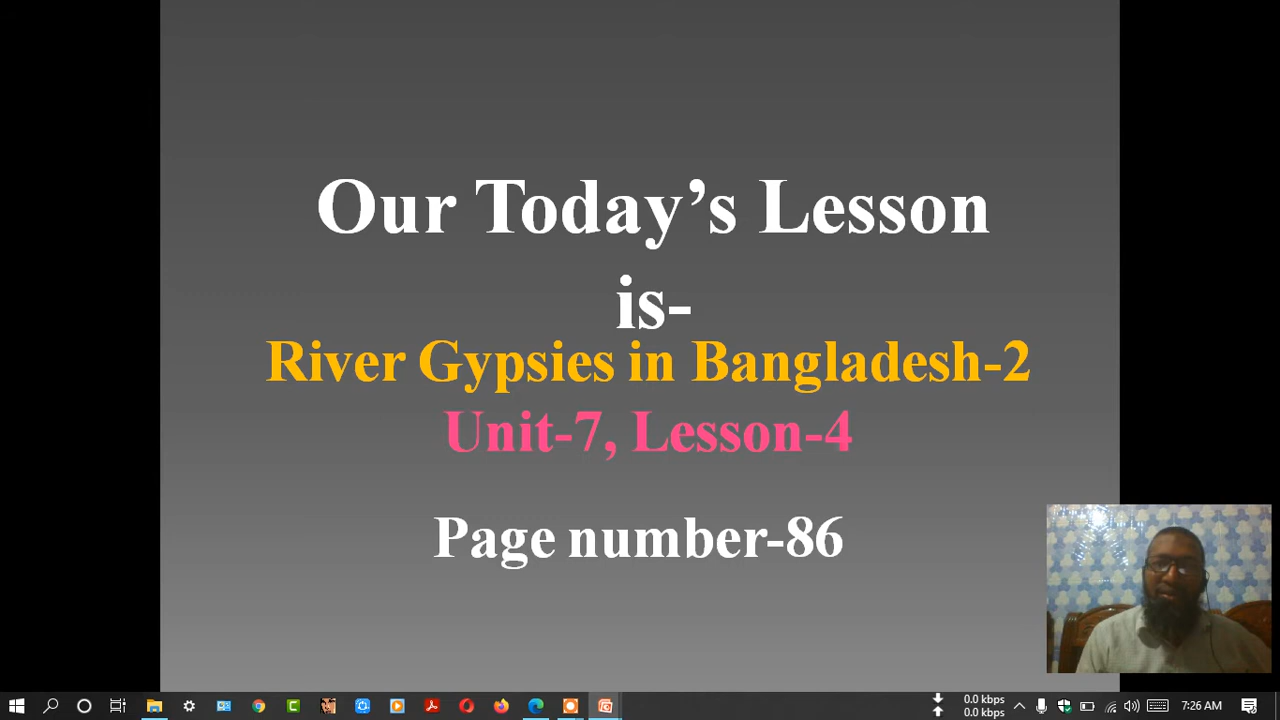 Our Today’s Lesson
is-
River Gypsies in Bangladesh-2
Unit-7, Lesson-4
Page number-86
0.0 kbps
0.0 kbps
7:26 AM